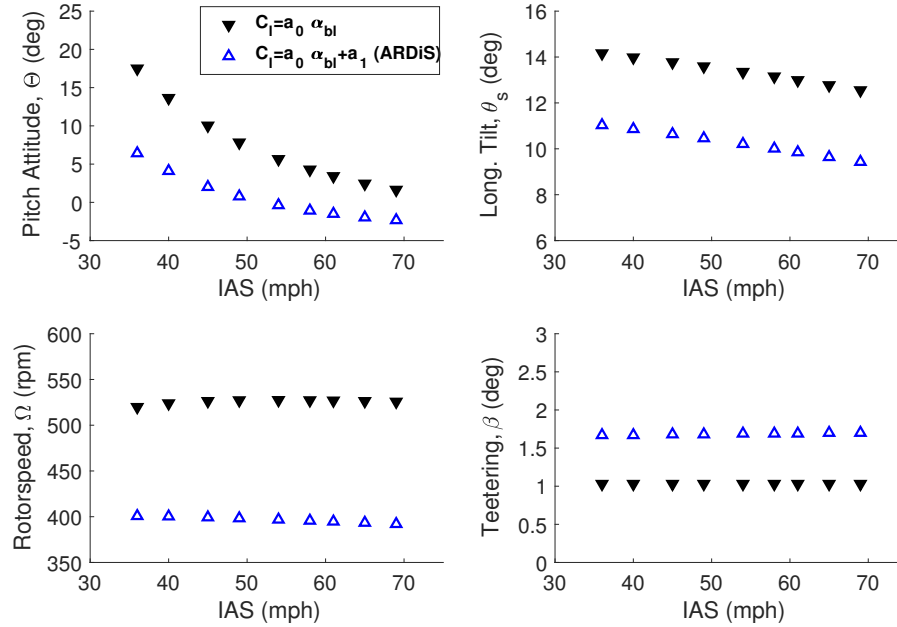 C_l=a_0 α_bl
C_l=a_0 α_bl+a_1 (ARDiS)
Pitch Attitude, Θ (deg)
25
20
15
10
5
0
-5
30 40 50 60 70
IAS (mph)
Long. Tilt, θ_s (deg)
16
14
12
10
8
6
30 40 50 60 70
IAS (mph)
Rotorspeed, Ω (rpm)
600
550
500
450
400
350
30 40 50 60 70
IAS (mph)
Teetering, β (deg)
3
2.5
2
1.5
1
0.5
0
30 40 50 60 70
IAS (mph)